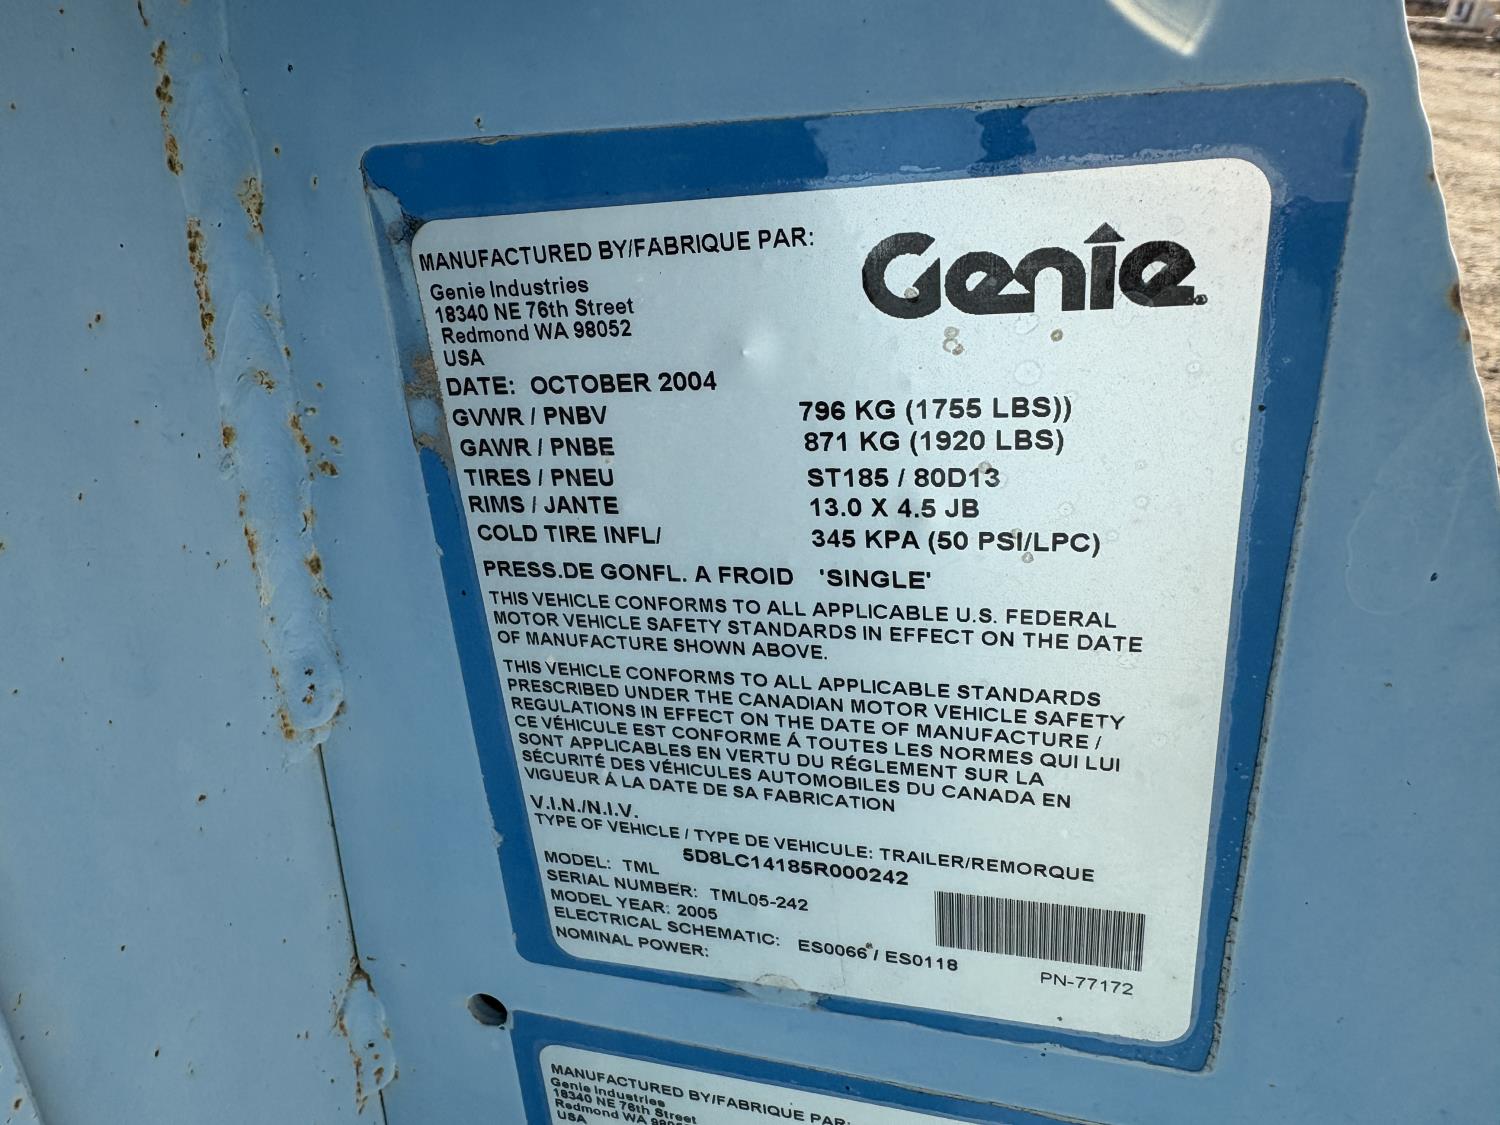 MANUFACTURED BY/FABRIQUE PAR:
Genie
Genie Industries
18340 NE 76th Street
Redmond WA 98052
USA
DATE: OCTOBER 2004
GVWR / PNBV 796 KG (1755 LBS))
GAWR / PNBE 871 KG (1920 LBS)
TIRES / PNEU ST185 / 80D13
RIMS / JANTE 13.0 X 4.5 JB
COLD TIRE INFL/ 345 KPA (50 PSI/LPC)
PRESS.DE GONFL. A FROID 'SINGLE'
THIS VEHICLE CONFORMS TO ALL APPLICABLE U.S. FEDERAL
MOTOR VEHICLE SAFETY STANDARDS IN EFFECT ON THE DATE
OF MANUFACTURE SHOWN ABOVE.
THIS VEHICLE CONFORMS TO ALL APPLICABLE STANDARDS
PRESCRIBED UNDER THE CANADIAN MOTOR VEHICLE SAFETY
REGULATIONS IN EFFECT ON THE DATE OF MANUFACTURE /
CE VÉHICULE EST CONFORME Á TOUTES LES NORMES QUI LUI
SONT APPLICABLES EN VERTU DU RÉGLEMENT SUR LA
SÉCURITÉ DES VÉHICULES AUTOMOBILES DU CANADA EN
VIGUEUR Á LA DATE DE SA FABRICATION
V.I.N./N.I.V.
TYPE OF VEHICLE / TYPE DE VEHICULE: TRAILER/REMORQUE
5D8LC14185R000242
MODEL: TML
SERIAL NUMBER: TML05-242
MODEL YEAR: 2005
ELECTRICAL SCHEMATIC: ES0066 / ES0118
NOMINAL POWER:
PN-77172
MANUFACTURED BY/FABRIQUE PAR:
Genie Industries
18340 NE 76th Street
Redmond WA
USA